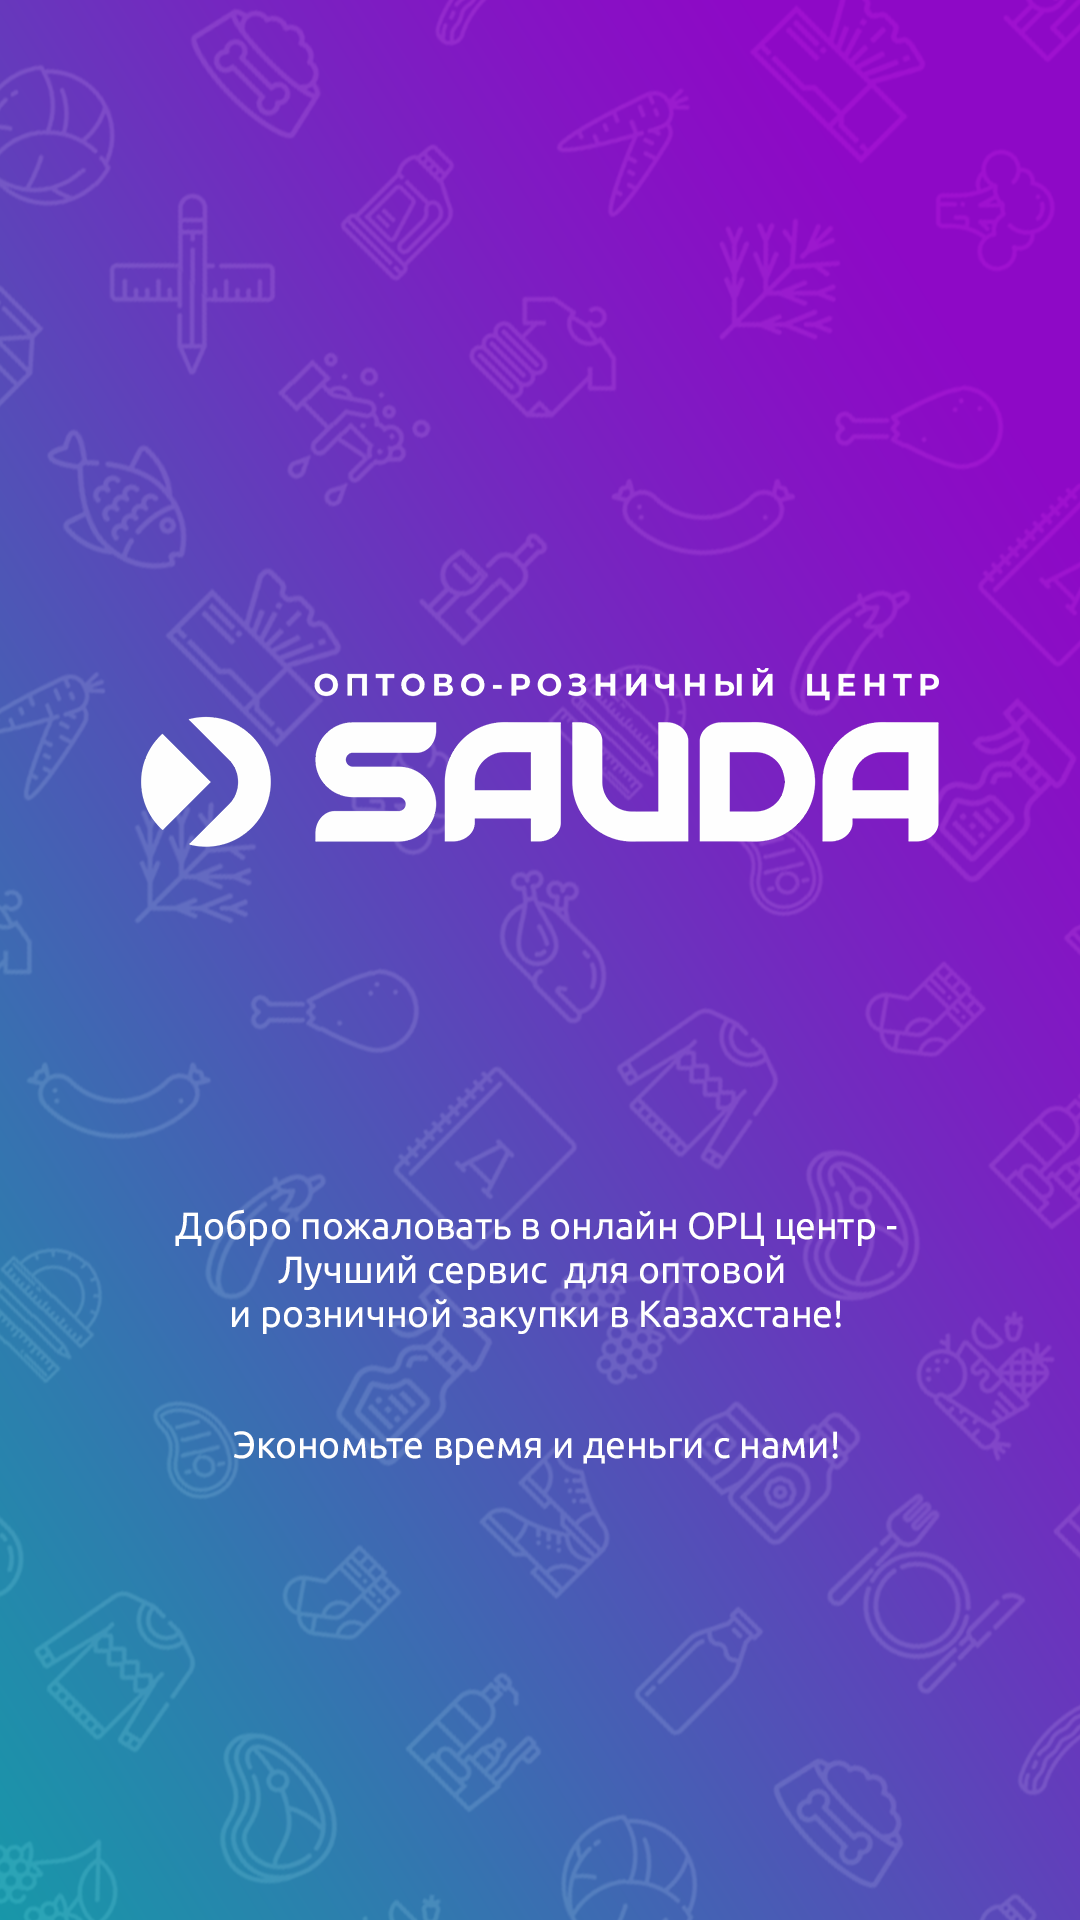 ОПТОВО-РОЗНИЧНЫЙ ЦЕНТР
SAUDA
Добро пожаловать в онлайн ОРЦ центр -
Лучший сервис для оптовой
и розничной закупки в Казахстане!
Экономьте время и деньги с нами!